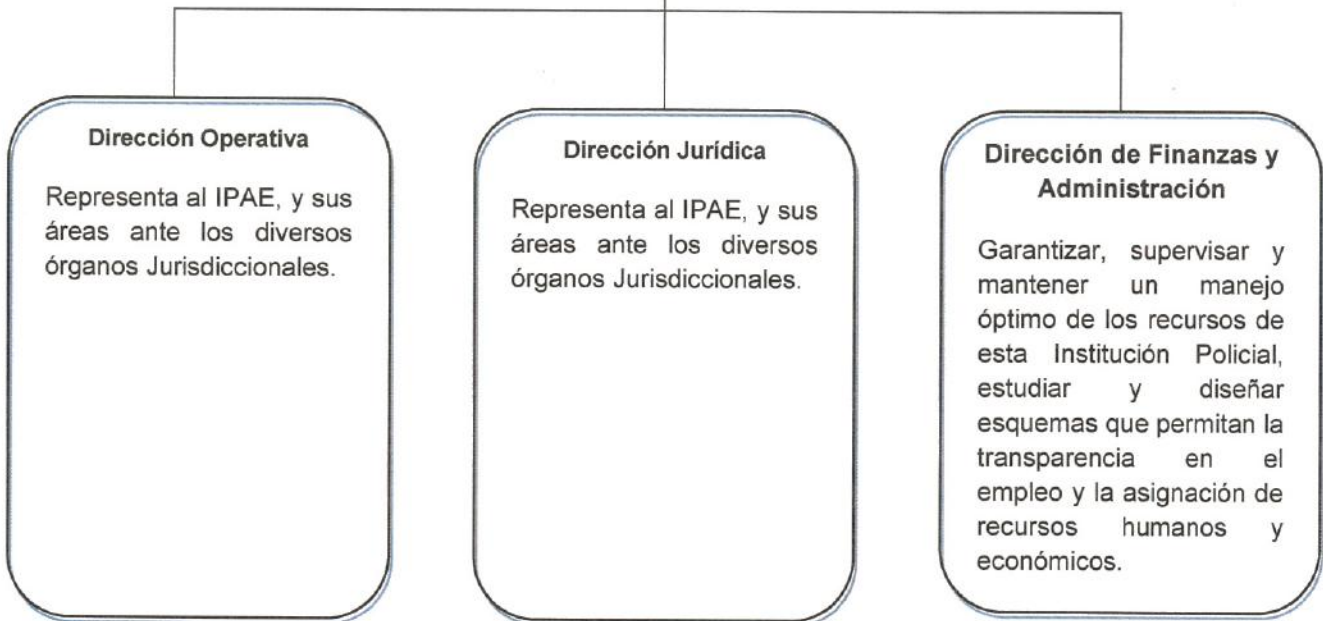 Dirección Operativa
Representa al IPAE, y sus
áreas ante los diversos
órganos Jurisdiccionales.
Dirección Jurídica
Representa al IPAE, y sus
áreas ante los diversos
órganos Jurisdiccionales.
Dirección de Finanzas y
Administración
Garantizar, supervisar y
mantener un manejo
óptimo de los recursos de
esta Institución Policial,
estudiar y diseñar
esquemas que permitan la
transparencia en el
empleo y la asignación de
recursos humanos y
económicos.